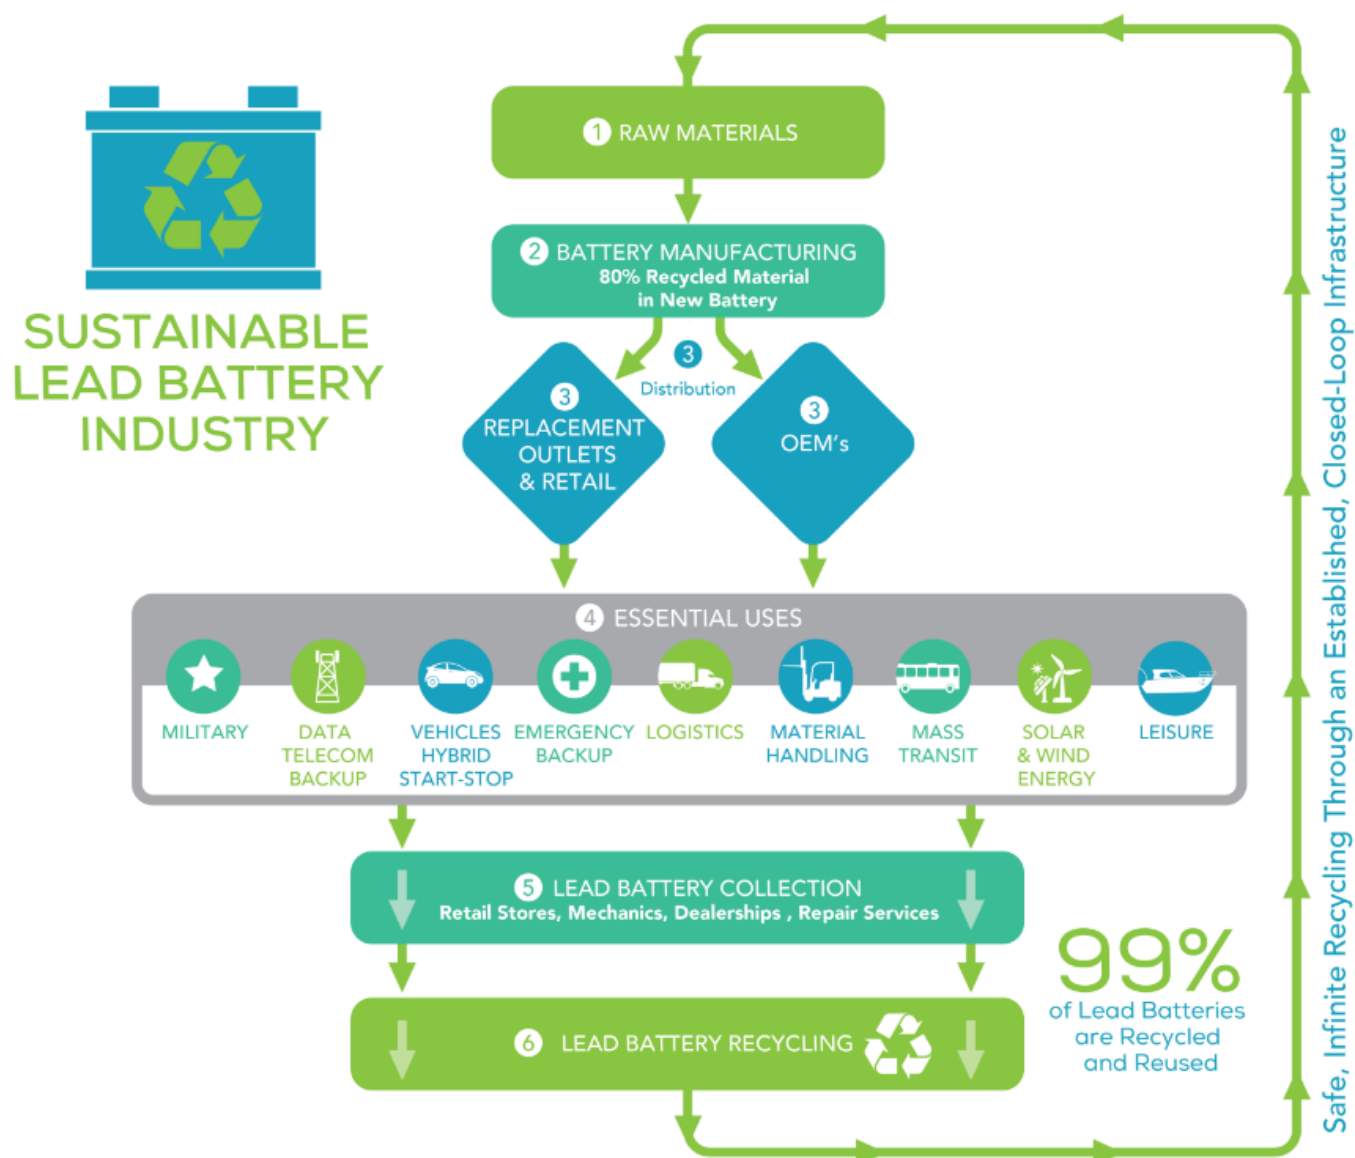 SUSTAINABLE
LEAD BATTERY
INDUSTRY
1 RAW MATERIALS
2 BATTERY MANUFACTURING
80% Recycled Material
in New Battery
3
Distribution
3
REPLACEMENT
OUTLETS
& RETAIL
3
OEM's
4 ESSENTIAL USES
MILITARY
DATA
TELECOM
BACKUP
VEHICLES
HYBRID
START-STOP
EMERGENCY
BACKUP
LOGISTICS
MATERIAL
HANDLING
MASS
TRANSIT
SOLAR
& WIND
ENERGY
LEISURE
5 LEAD BATTERY COLLECTION
Retail Stores, Mechanics, Dealerships , Repair Services
6 LEAD BATTERY RECYCLING
99%
of Lead Batteries
are Recycled
and Reused
Safe, Infinite Recycling Through an Established, Closed-Loop Infrastructure